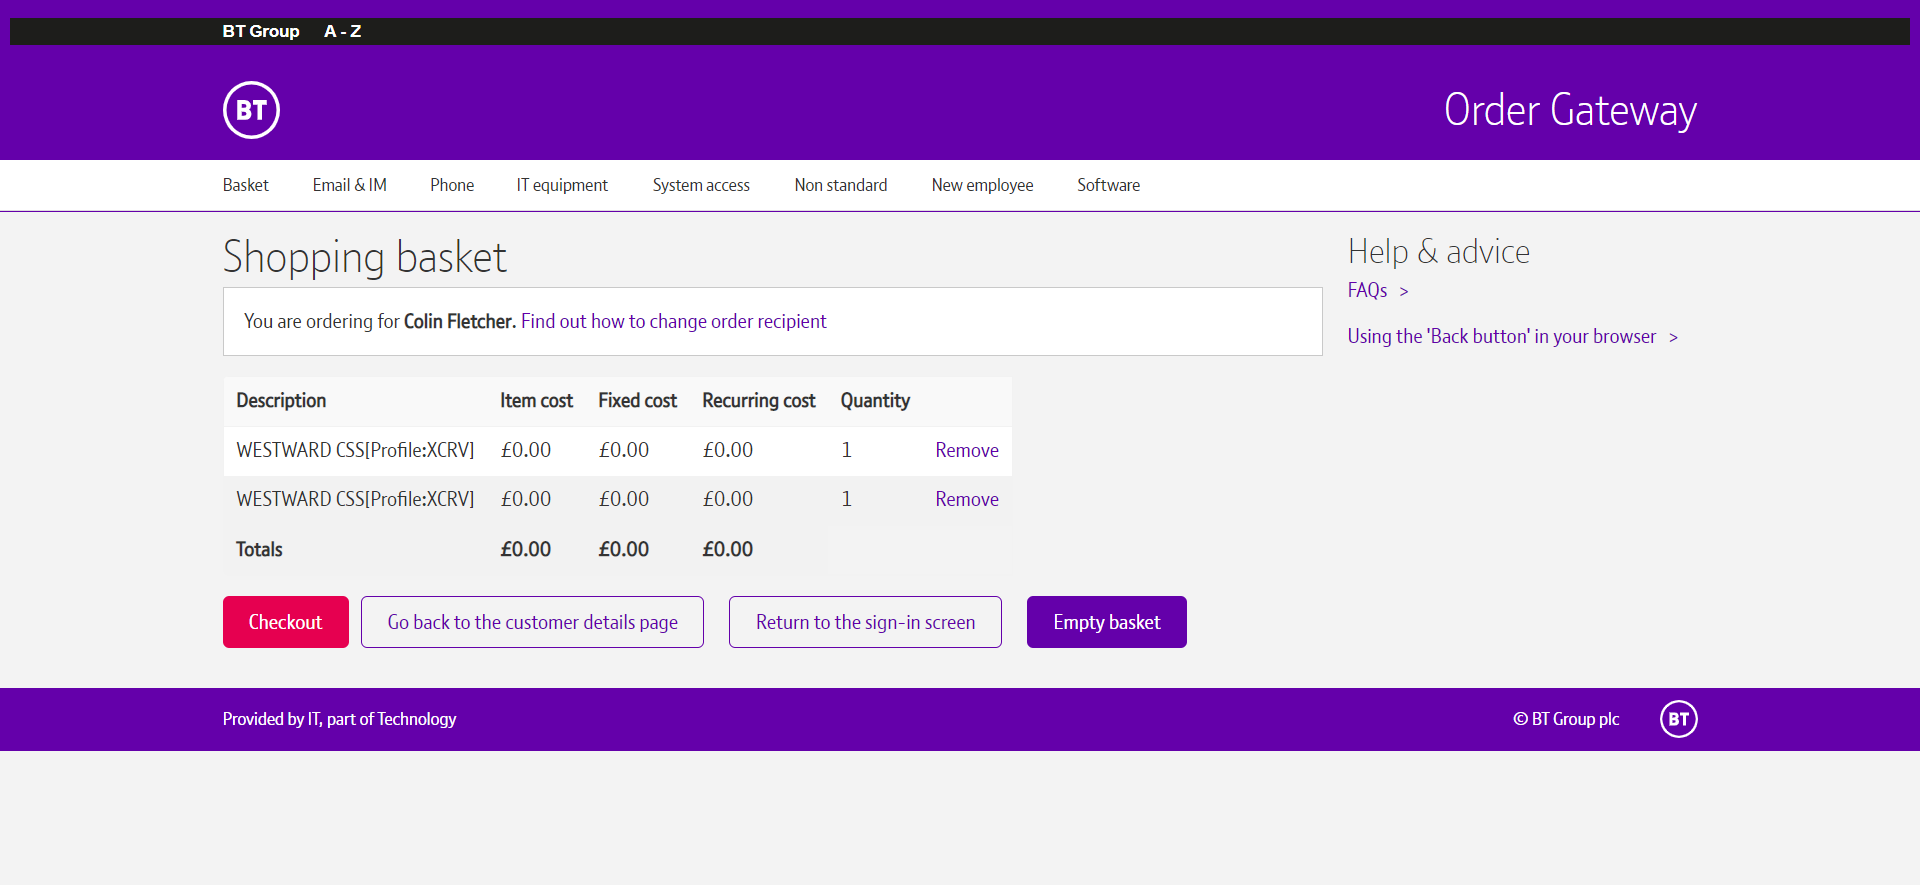 BT Group A - Z
BT
Order Gateway
Basket Email & IM Phone IT equipment System access Non standard New employee Software
Shopping basket
You are ordering for Colin Fletcher. Find out how to change order recipient
Help & advice
FAQs >
Using the 'Back button' in your browser >
Description Item cost Fixed cost Recurring cost Quantity
WESTWARD CSS[Profile:XCRV] £0.00 £0.00 £0.00 1 Remove
WESTWARD CSS[Profile:XCRV] £0.00 £0.00 £0.00 1 Remove
Totals £0.00 £0.00 £0.00
Checkout Go back to the customer details page Return to the sign-in screen Empty basket
Provided by IT, part of Technology © BT Group plc BT